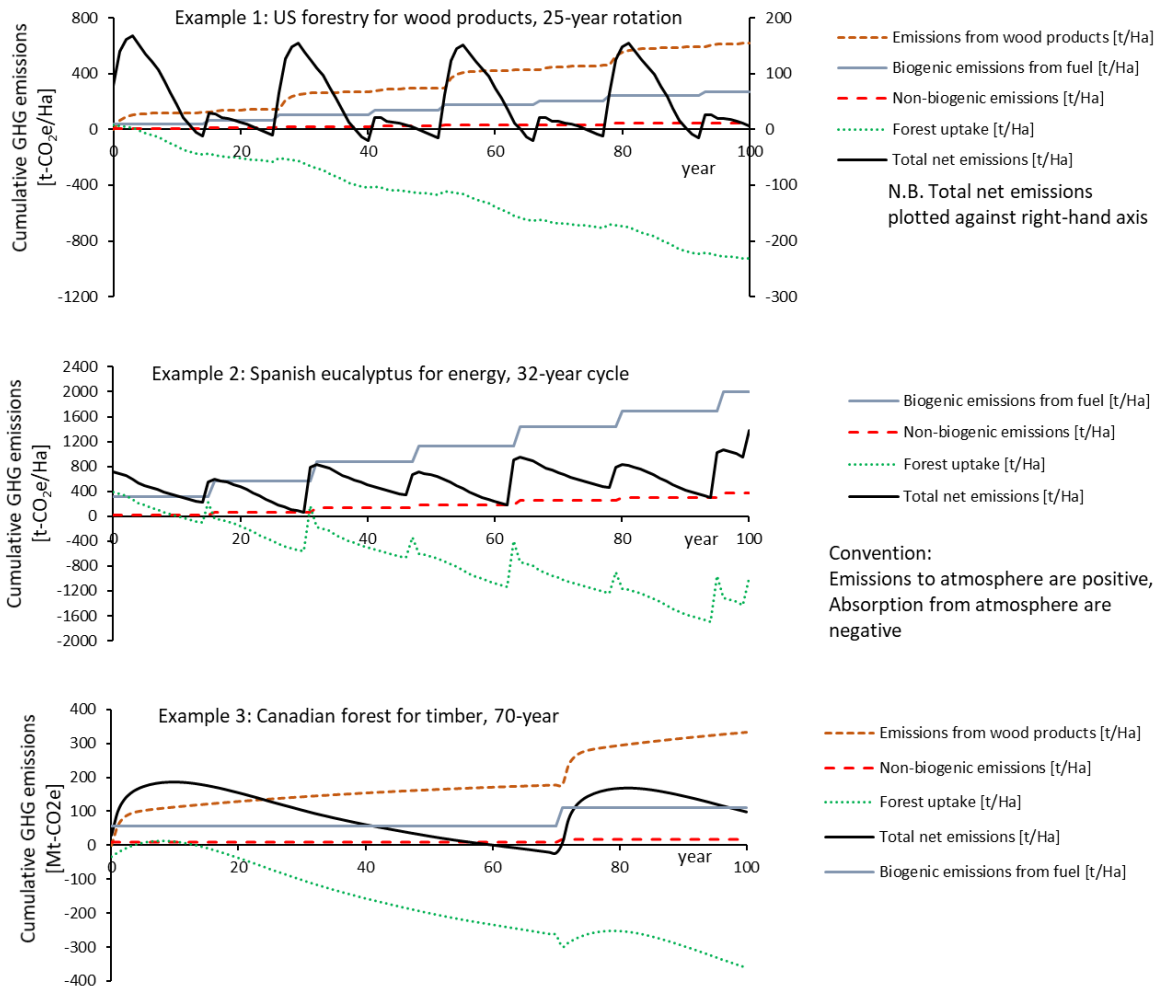 Example 1: US forestry for wood products, 25-year rotation
Cumulative GHG emissions
[t-CO₂e/Ha]
800
400
0
-400
-800
-1200
200
100
0
-100
-200
-300
0
20
40
60
80
100
year
Emissions from wood products [t/Ha]
Biogenic emissions from fuel [t/Ha]
Non-biogenic emissions [t/Ha]
Forest uptake [t/Ha]
Total net emissions [t/Ha]
N.B. Total net emissions
plotted against right-hand axis
Example 2: Spanish eucalyptus for energy, 32-year cycle
Cumulative GHG emissions
[t-CO₂e/Ha]
2400
2000
1600
1200
800
400
0
-400
-800
-1200
-1600
-2000
0
20
40
60
80
100
year
Biogenic emissions from fuel [t/Ha]
Non-biogenic emissions [t/Ha]
Forest uptake [t/Ha]
Total net emissions [t/Ha]
Convention:
Emissions to atmosphere are positive,
Absorption from atmosphere are
negative
Example 3: Canadian forest for timber, 70-year
Cumulative GHG emissions
[Mt-CO2e]
400
300
200
100
0
-100
-200
-300
-400
0
20
40
60
80
100
year
Emissions from wood products [t/Ha]
Non-biogenic emissions [t/Ha]
Forest uptake [t/Ha]
Total net emissions [t/Ha]
Biogenic emissions from fuel [t/Ha]